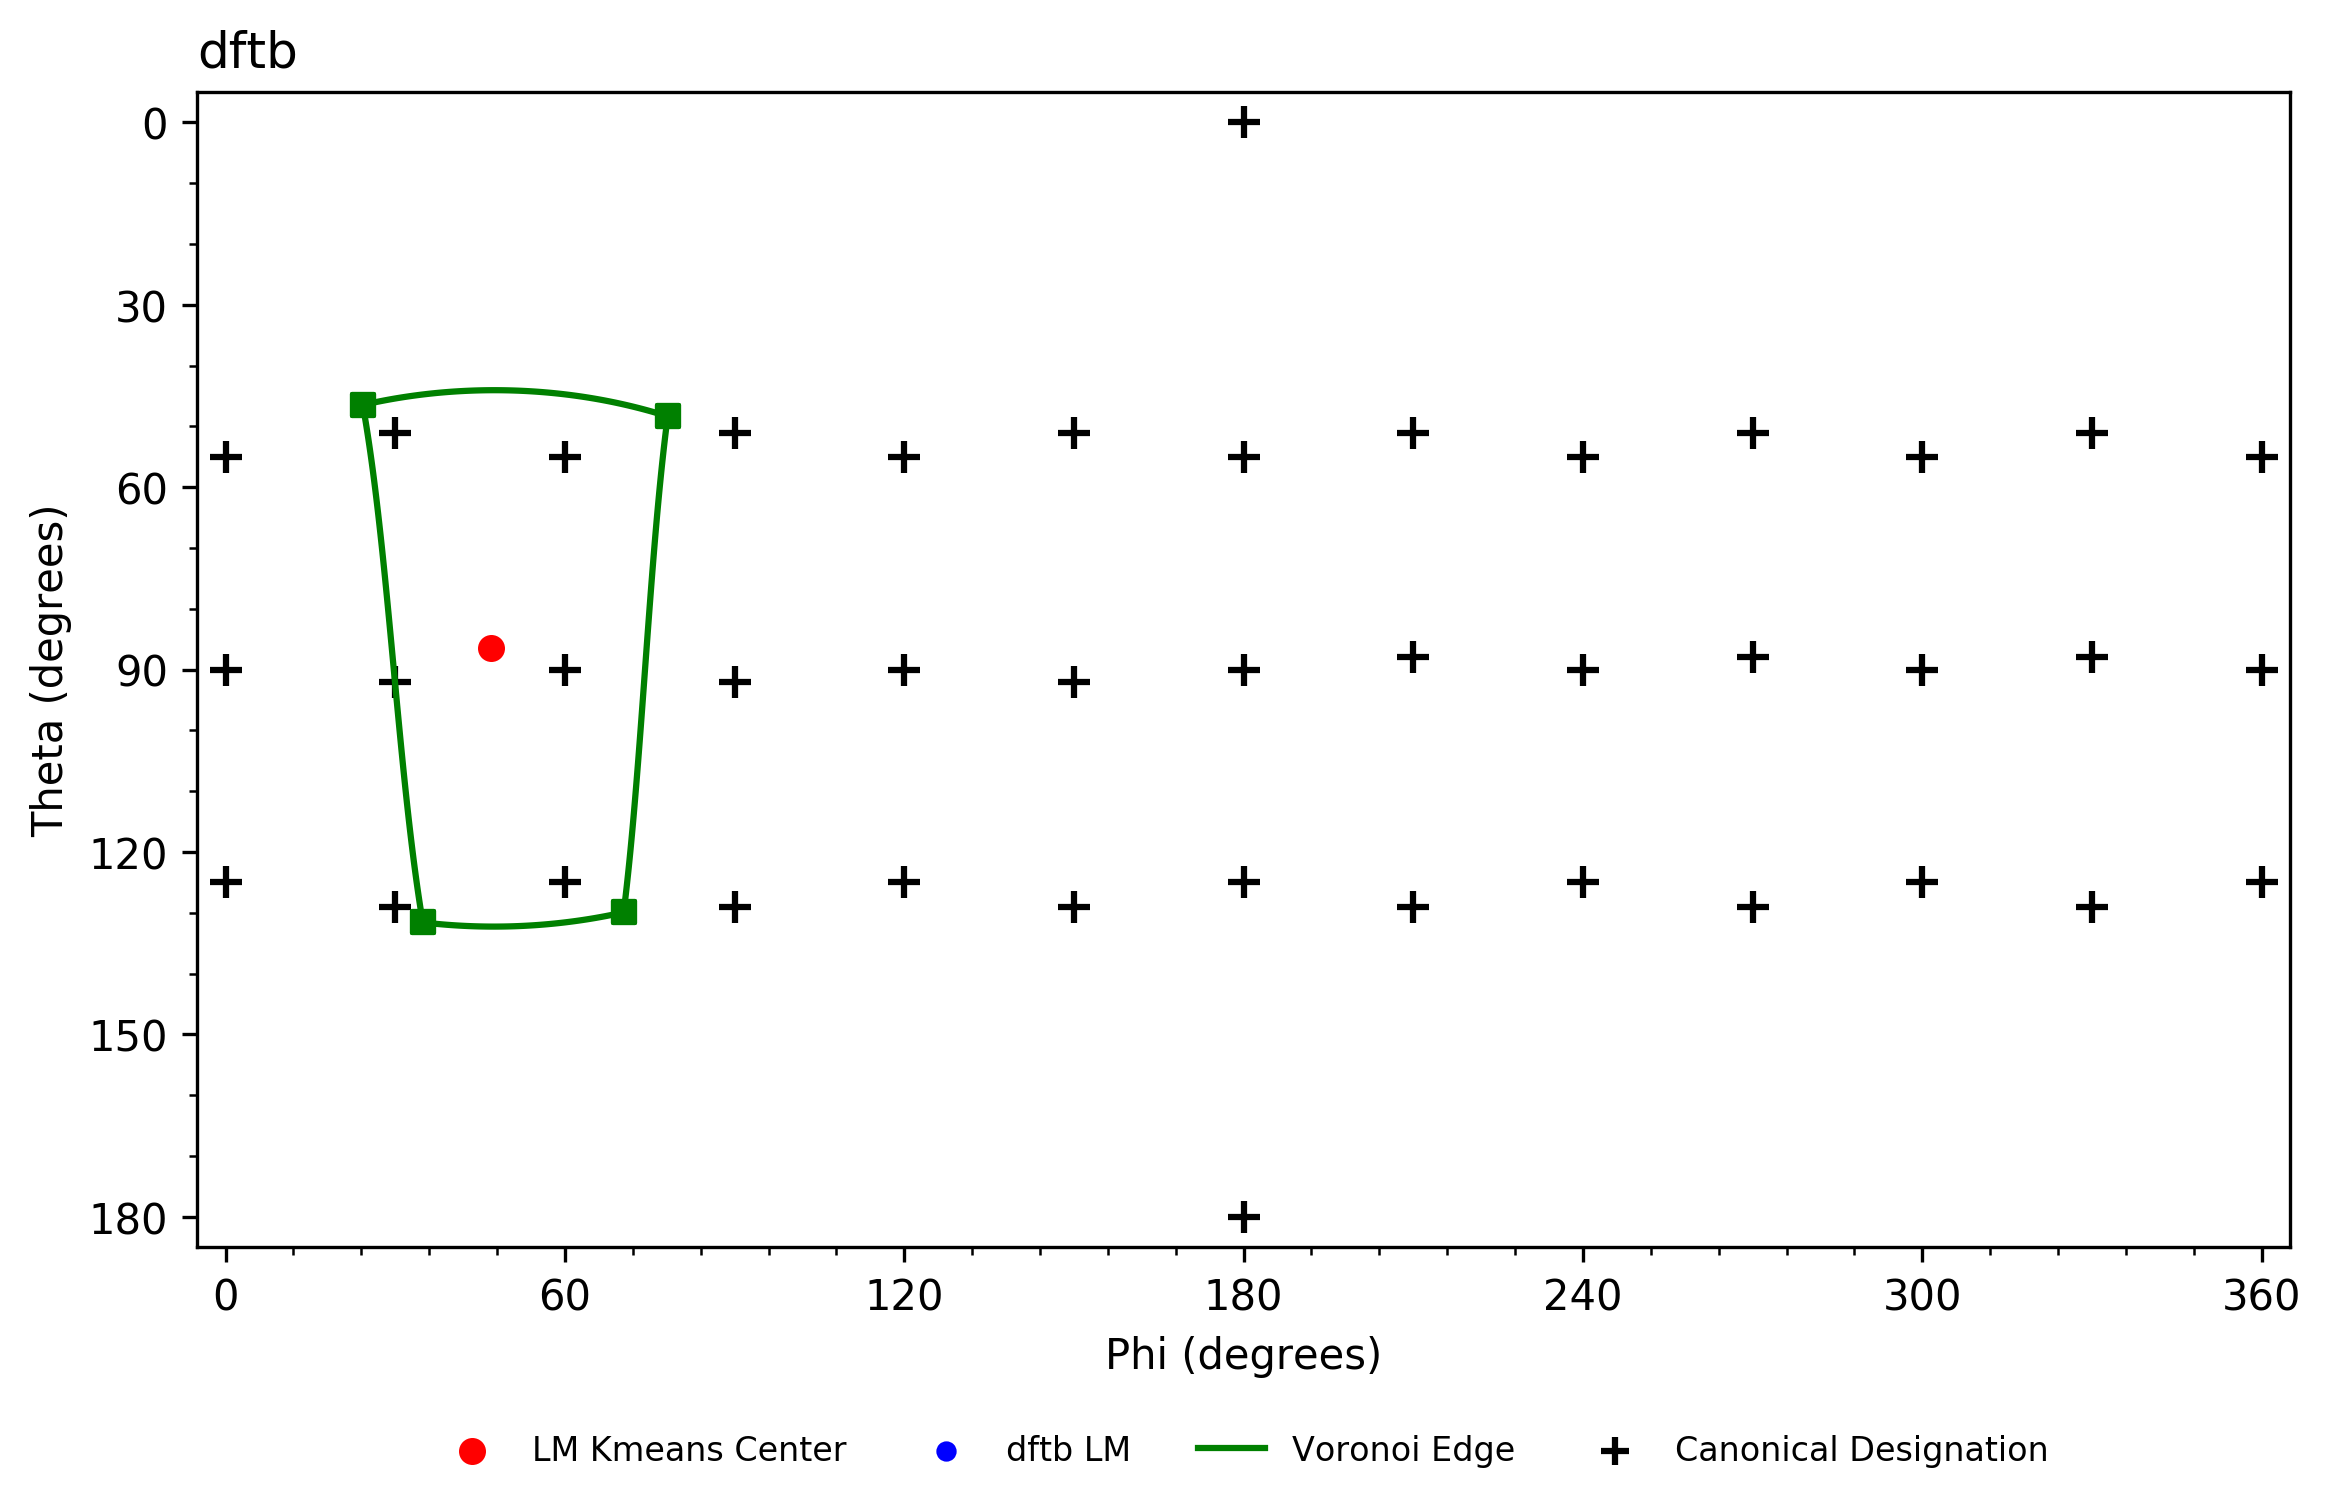 dftb
0
30
60
90
120
150
180
Theta (degrees)
0 60 120 180 240 300 360
Phi (degrees)
LM Kmeans Center dftb LM Voronoi Edge Canonical Designation